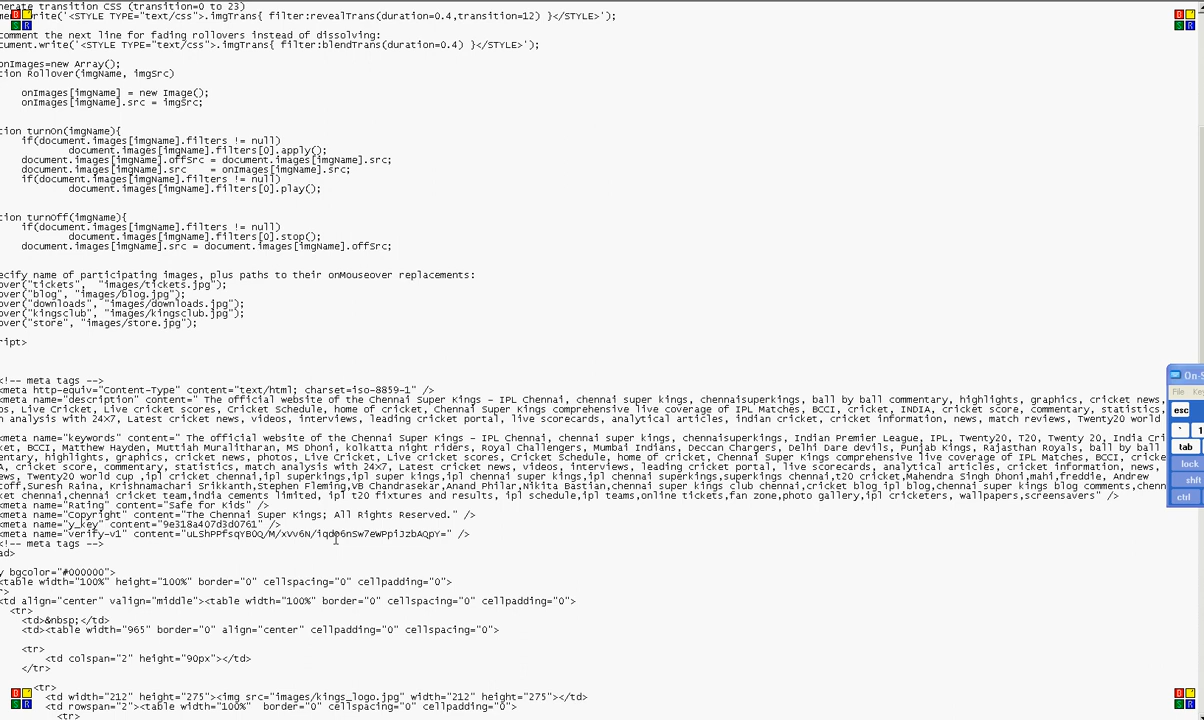 nerate transition CSS (transition=0 to 23)
ment.write('<STYLE TYPE="text/css">.imgTrans{ filter:revealTrans(duration=0.4,transition=12) }</STYLE>');
comment the next line for fading rollovers instead of dissolving:
cument.write('<STYLE TYPE="text/css">.imgTrans{ filter:blendTrans(duration=0.4) }</STYLE>');
onImages=new Array();
tion Rollover(imgName, imgSrc)
onImages[imgName] = new Image();
onImages[imgName].src = imgSrc;
tion turnOn(imgName){
if(document.images[imgName].filters != null)
document.images[imgName].filters[0].apply();
document.images[imgName].offSrc = document.images[imgName].src;
document.images[imgName].src = onImages[imgName].src;
if(document.images[imgName].filters != null)
document.images[imgName].filters[0].play();
tion turnOff(imgName){
if(document.images[imgName].filters != null)
document.images[imgName].filters[0].stop();
document.images[imgName].src = document.images[imgName].offSrc;
ecify name of participating images, plus paths to their onMouseover replacements:
over("tickets", "images/tickets.jpg");
over("blog", "images/blog.jpg");
over("downloads", "images/downloads.jpg");
over("kingsclub", "images/kingsclub.jpg");
over("store", "images/store.jpg");
ript>
<!-- meta tags -->
<meta http-equiv="Content-Type" content="text/html; charset=iso-8859-1" />
<meta name="description" content=" The official website of the Chennai Super Kings - IPL Chennai, chennai super kings, chennaisuperkings, ball by ball commentary, highlights, graphics, cricket news,
os, Live Cricket, Live cricket scores, Cricket Schedule, home of cricket, Chennai Super Kings comprehensive live coverage of IPL Matches, BCCI, cricket, INDIA, cricket score, commentary, statistics,
h analysis with 24X7, Latest cricket news, videos, interviews, leading cricket portal, live scorecards, analytical articles, indian cricket, cricket information, news, match reviews, Twenty20 world
<meta name="keywords" content=" The official website of the Chennai Super Kings - IPL Chennai, chennai super kings, chennaisuperkings, Indian Premier League, IPL, Twenty20, T20, Twenty 20, India Cri
ket, BCCI, Matthew Hayden, Muttiah Muralitharan, MS Dhoni, kolkatta night riders, Royal Challengers, Mumbai Indians, Deccan Chargers, Delhi Dare devils, Punjab Kings, Rajasthan Royals, ball by ball
entary, highlights, graphics, cricket news, photos, Live Cricket, Live cricket scores, Cricket Schedule, home of cricket, Chennai Super Kings comprehensive live coverage of IPL Matches, BCCI, cricket,
A, cricket score, commentary, statistics, match analysis with 24X7, Latest cricket news, videos, interviews, leading cricket portal, live scorecards, analytical articles, cricket information, news,
ews, Twenty20 world cup ,ipl cricket chennai,ipl superkings,ipl super kings,ipl chennai superkings,superkings chennai,t20 cricket,Mahendra Singh Dhoni,mahi,freddie, Andrew
toff,Suresh Raina, Krisnamachari Srikkanth,Stephen Fleming,VB Chandrasekar,Anand Philar,Nikita Bastian,chennai super kings club chennai,cricket blog ipl blog,chennai super kings blog comments,chenn
ket chennai,chennai cricket team,india cements limited, ipl t20 fixtures and results, ipl schedule,ipl teams,online tickets,fan zone,photo gallery,ipl cricketers, wallpapers,screensavers" />
<meta name="Rating" content="Safe for Kids" />
<meta name="Copyright" content="The Chennai Super Kings; All Rights Reserved." />
<meta name="y_key" content="9e318a407d3d0761" />
<meta name="verify-v1" />
<!-- meta tags -->
ad>
y bgcolor="#000000">
<table width="100%" height="100%" border="0" cellspacing="0" cellpadding="0">
r>
<td align="center" valign="middle"><table width="100%" border="0" cellspacing="0" cellpadding="0">
<tr>
<td>&nbsp;</td>
<td><table width="965" border="0" align="center" cellpadding="0" cellspacing="0">
<tr>
<td colspan="2" height="90px"></td>
</tr>
<tr>
<td width="212" height="275"><img src="images/kings_logo.jpg" width="212" height="275"></td>
<td rowspan="2"><table width="100%" border="0" cellspacing="0" cellpadding="0">
<tr>
On-S
File
esc
` 1
tab
lock
shft
ctrl